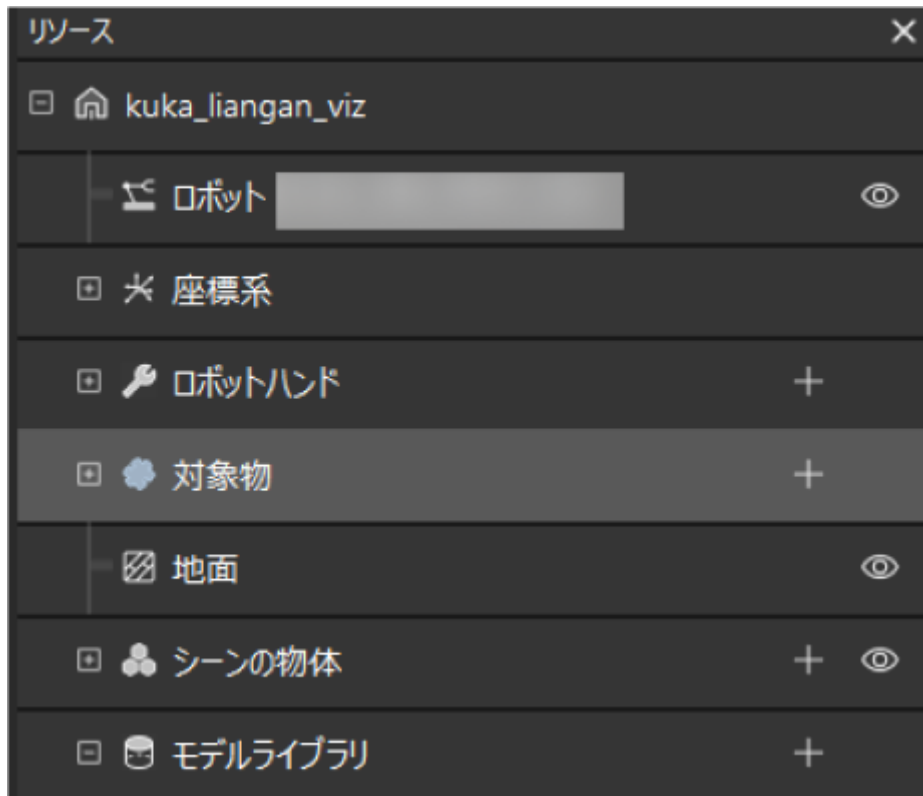 リソース
kuka_liangan_viz
ロボット
座標系
ロボットハンド
対象物
地面
シーンの物体
モデルライブラリ